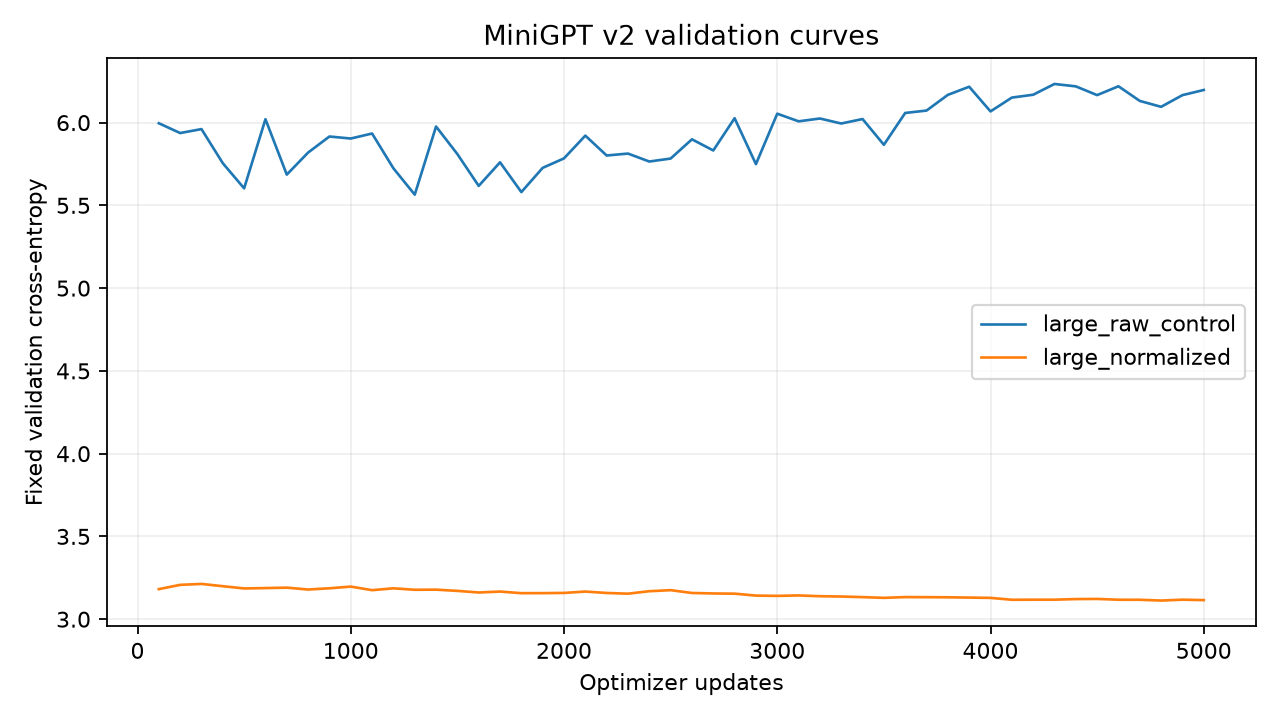 MiniGPT v2 validation curves
Fixed validation cross-entropy
6.0
5.5
5.0
4.5
4.0
3.5
3.0
large_raw_control
large_normalized
0 1000 2000 3000 4000 5000
Optimizer updates